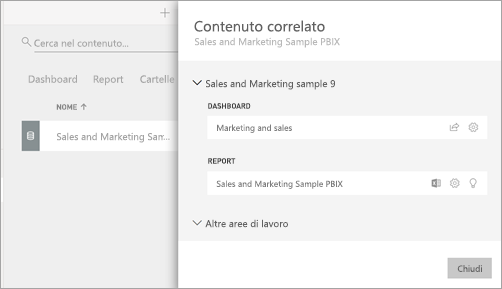 Cerca nel contenuto...
Dashboard Report Cartelle
NOME
Sales and Marketing Sam...
Contenuto correlato
Sales and Marketing Sample PBIX
Sales and Marketing sample 9
DASHBOARD
Marketing and sales
REPORT
Sales and Marketing Sample PBIX
Altre aree di lavoro
Chiudi